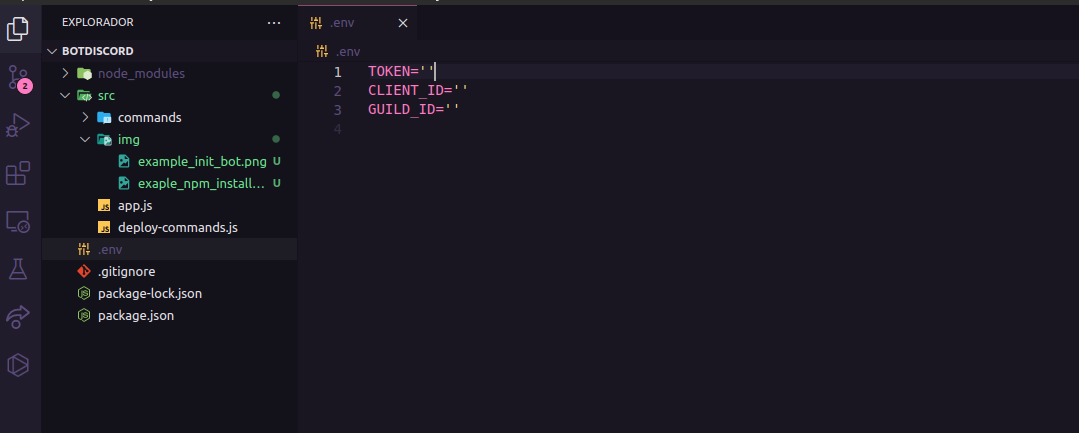 EXPLORADOR
...
.env
BOTDISCORD
.env
node_modules
src
commands
img
example_init_bot.png U
exaple_npm_install... U
app.js
deploy-commands.js
.env
.gitignore
package-lock.json
package.json
2
1 TOKEN=''
2 CLIENT_ID=''
3 GUILD_ID=''
4